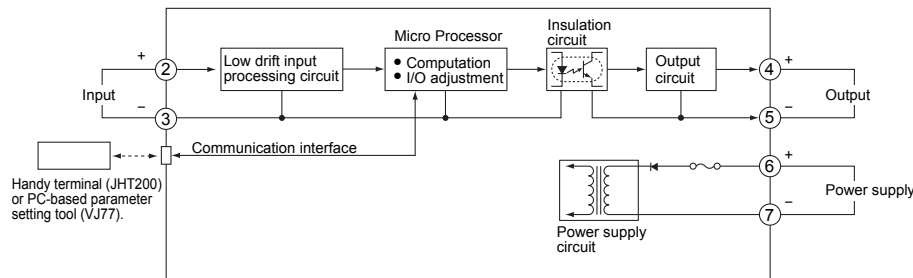 Insulation
circuit
Micro Processor
+
2
Low drift input
processing circuit
● Computation
● I/O adjustment
Output
circuit
4
+
Input
Output
−
3
5
−
Communication interface
Handy terminal (JHT200)
or PC-based parameter
setting tool (VJ77).
6
+
Power supply
7
−
Power supply
circuit